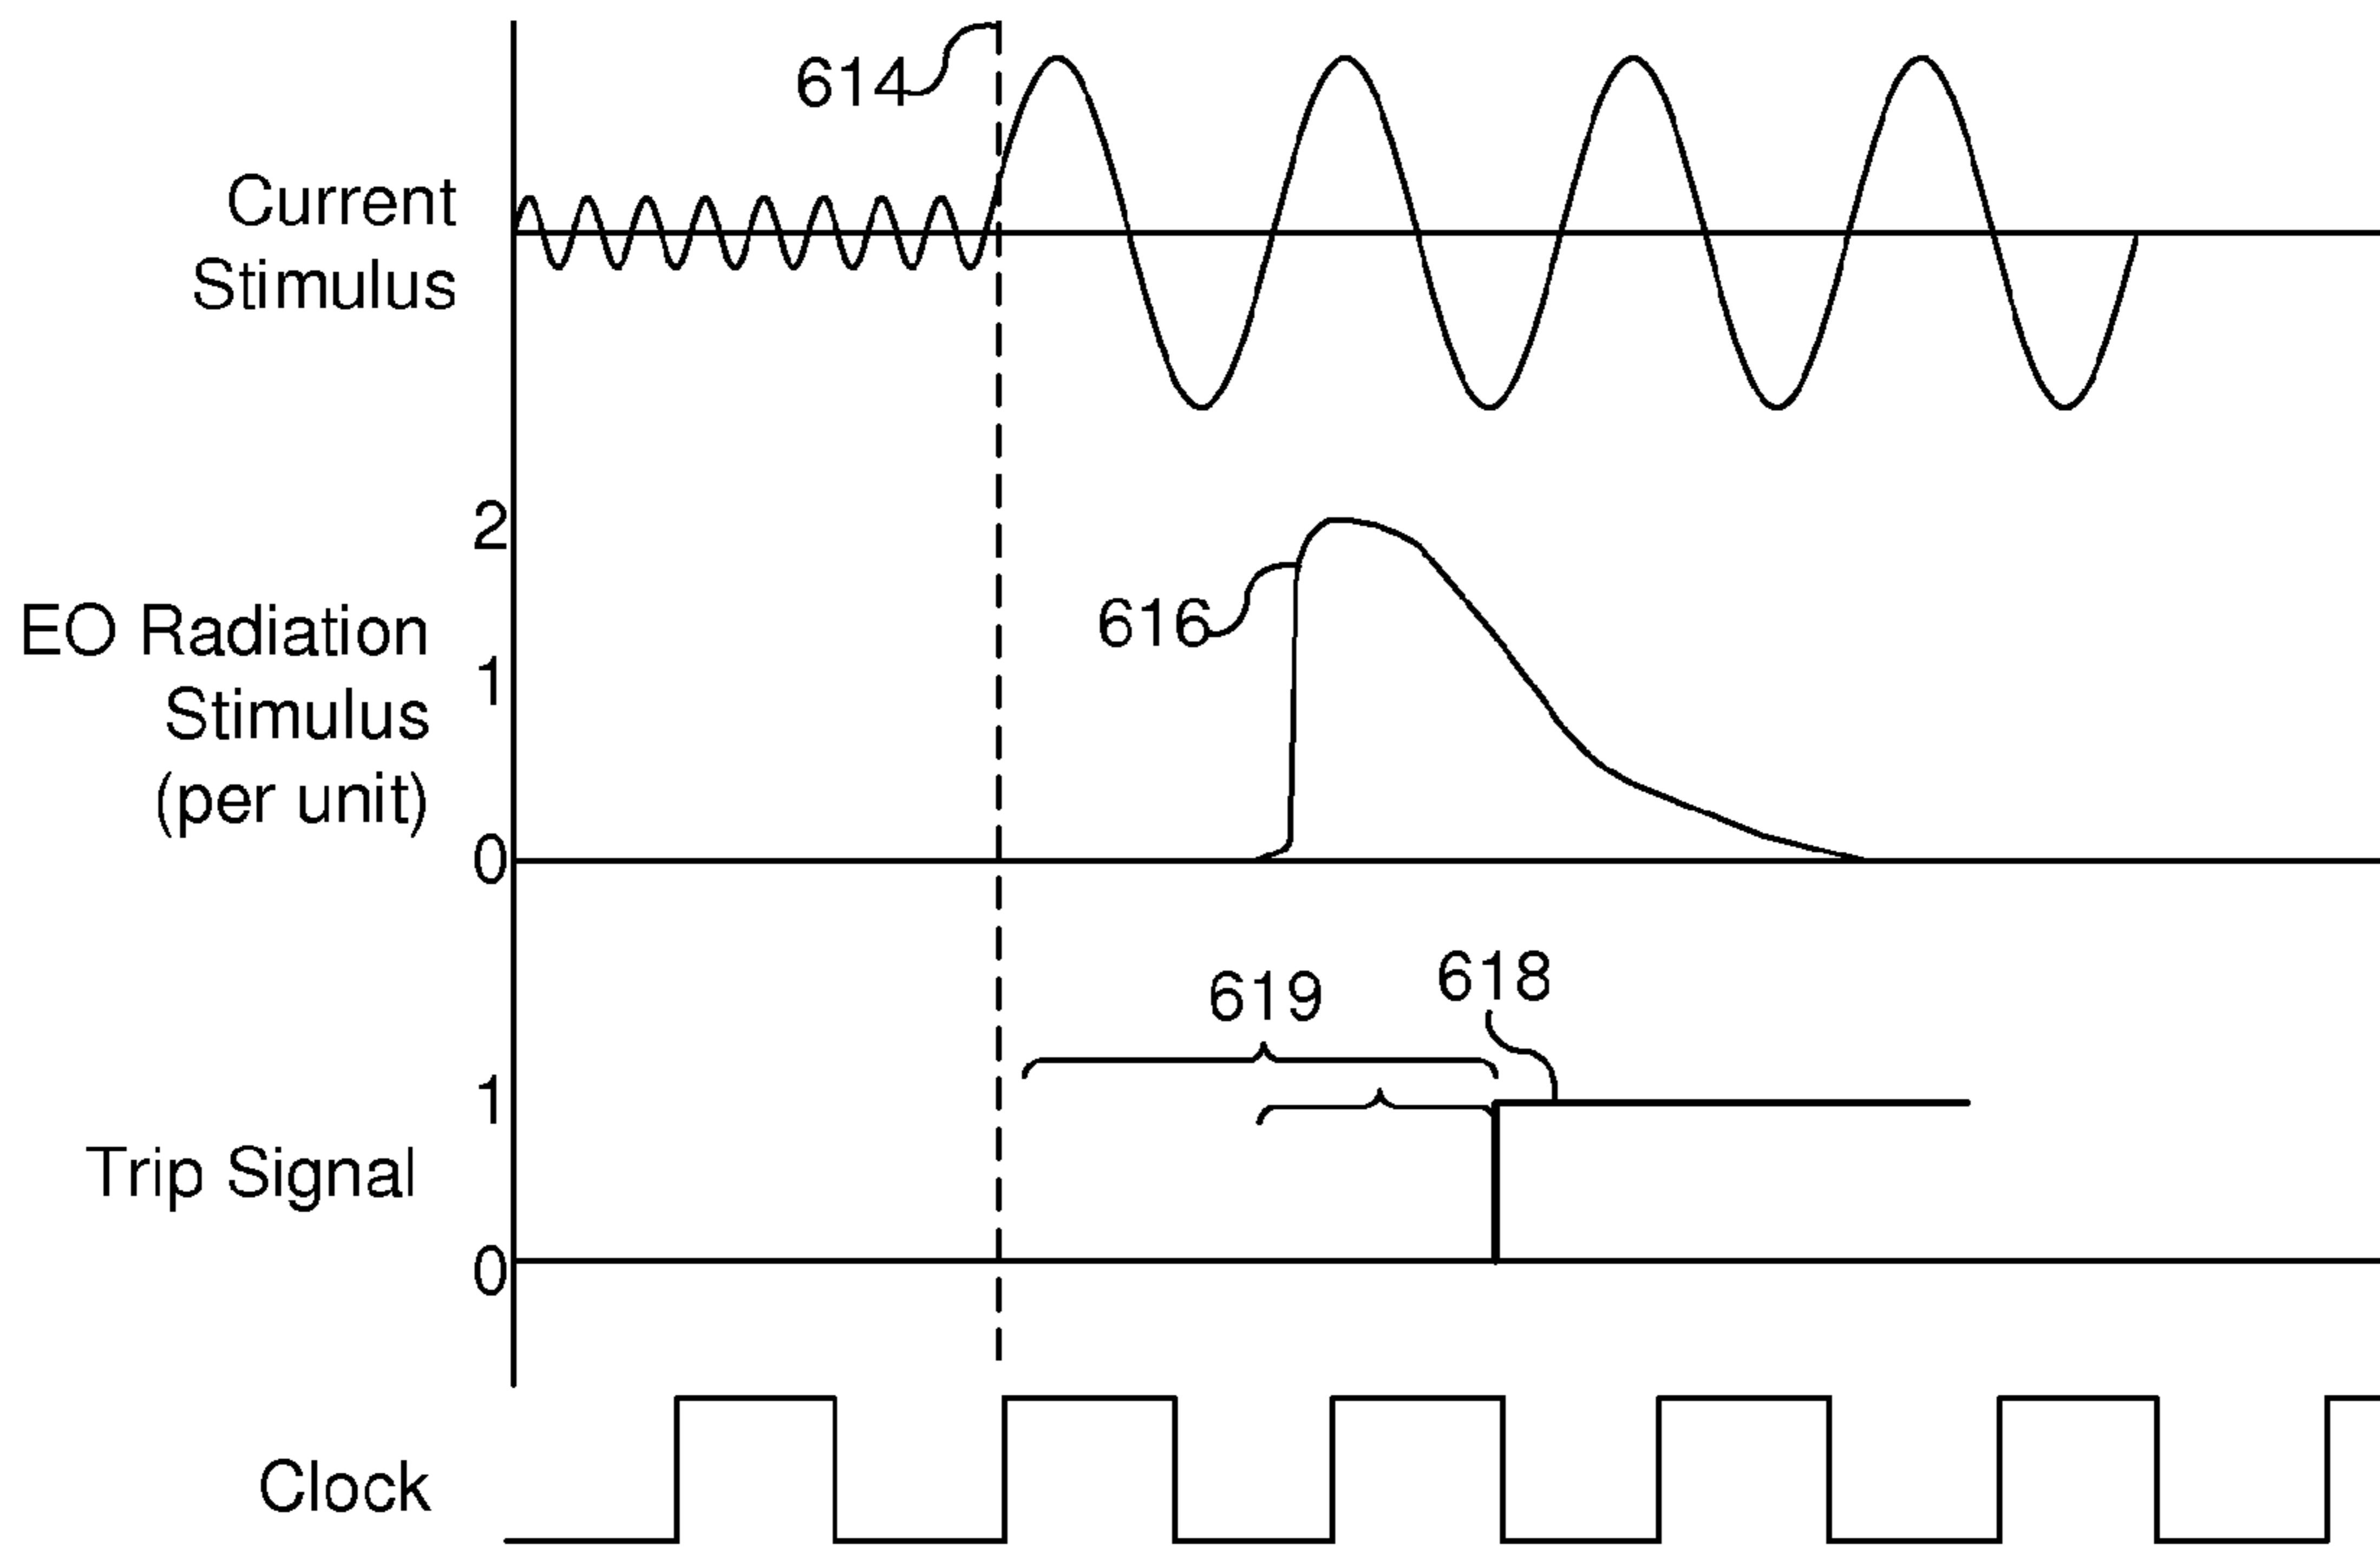 614
Current
Stimulus
2
EO Radiation
616
1
Stimulus
(per unit)
0
619
618
1
Trip Signal
0
Clock